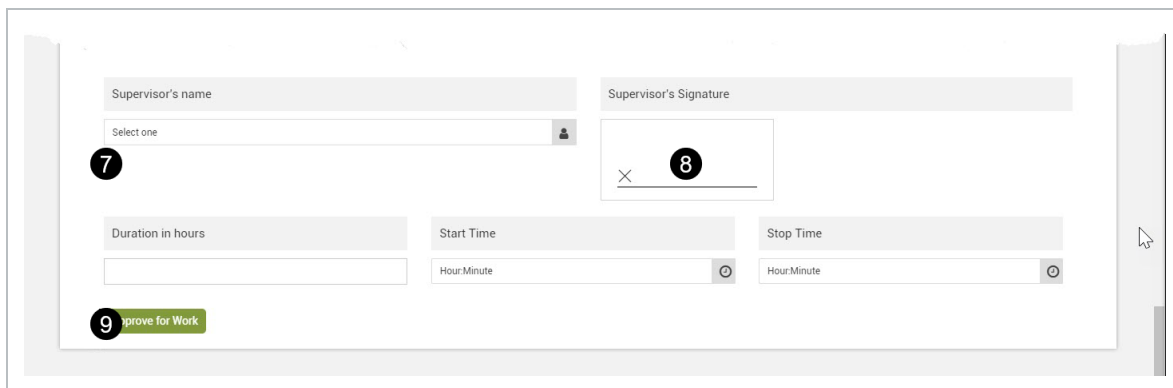 Supervisor's name
Supervisor's Signature
Select one
7
8
Duration in hours
Start Time
Stop Time
Hour:Minute
Hour:Minute
9
pprove for Work